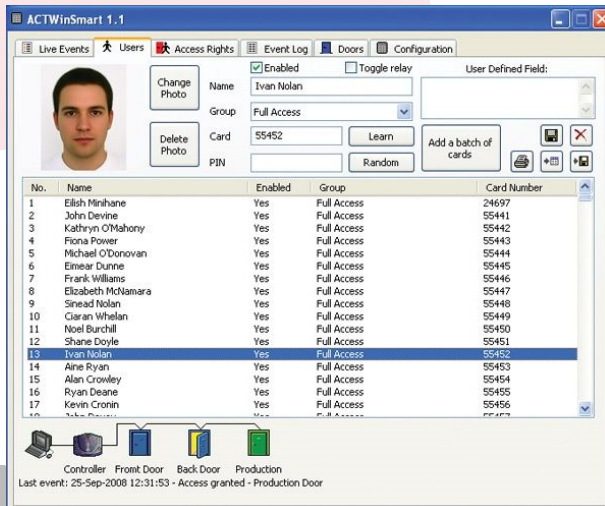 ACTWinSmart 1.1
Live Events Users Access Rights Event Log Doors Configuration
Enabled Toggle relay User Defined Field:
Change Photo
Name Ivan Nolan
Group Full Access
Delete Photo
Card 55452 Learn
PIN Random
Add a batch of cards
No. Name Enabled Group Card Number
1 Eilish Minihane Yes Full Access 24697
2 John Devine Yes Full Access 55441
3 Kathryn O'Mahony Yes Full Access 55442
4 Fiona Power Yes Full Access 55443
5 Michael O'Donovan Yes Full Access 55444
6 Eimear Dunne Yes Full Access 55445
7 Frank Williams Yes Full Access 55446
8 Elizabeth McNamara Yes Full Access 55447
9 Sinead Nolan Yes Full Access 55448
10 Ciaran Whelan Yes Full Access 55449
11 Noel Burchill Yes Full Access 55450
12 Shane Doyle Yes Full Access 55451
13 Ivan Nolan Yes Full Access 55452
14 Aine Ryan Yes Full Access 55453
15 Alan Crowley Yes Full Access 55454
16 Ryan Deane Yes Full Access 55455
17 Kevin Cronin Yes Full Access 55456
Controller Fromt Door Back Door Production
Last event: 25-Sep-2008 12:31:53 - Access granted - Production Door